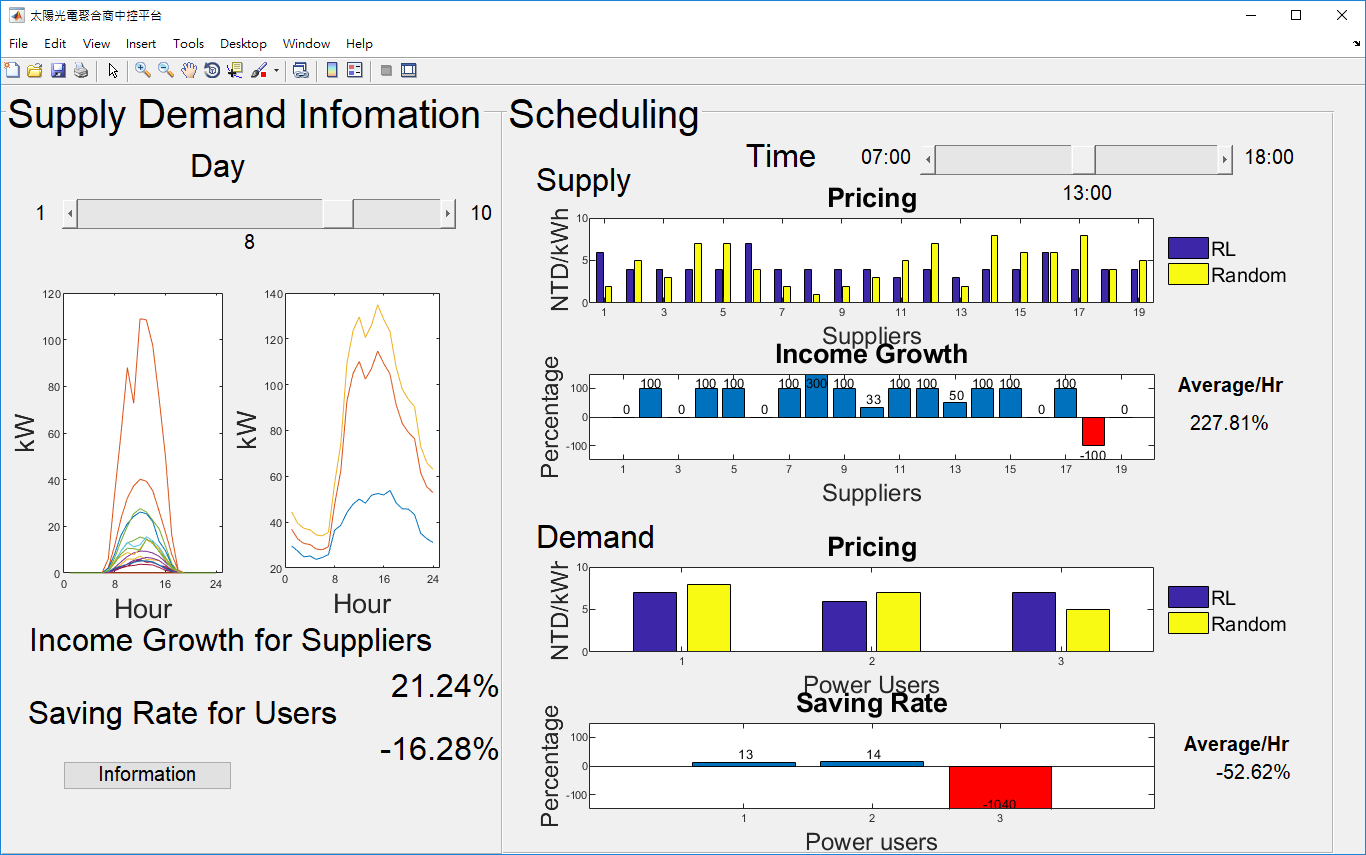 太陽光電聚合商中控平台
File Edit View Insert Tools Desktop Window Help
Supply Demand Infomation
Day
1 10
8
120
100
80
60
40
20
0
kW
0 8 16 24
Hour
140
120
100
80
60
40
20
kW
0 8 16 24
Hour
Income Growth for Suppliers
21.24%
Saving Rate for Users
-16.28%
Information
Scheduling
Time 07:00 18:00
13:00
Supply
Pricing
NTD/kWh
10
5
0
1 3 5 7 9 11 13 15 17 19
Suppliers
RL
Random
Income Growth
Percentage
100
0
-100
0 100 0 100 100 0 100 300 100 33 100 100 50 100 100 0 100 -100 0
1 3 5 7 9 11 13 15 17 19
Suppliers
Average/Hr
227.81%
Demand
Pricing
NTD/kWh
10
5
0
1 2 3
Power Users
RL
Random
Saving Rate
Percentage
100
0
-100
13 14 -1040
1 2 3
Power users
Average/Hr
-52.62%